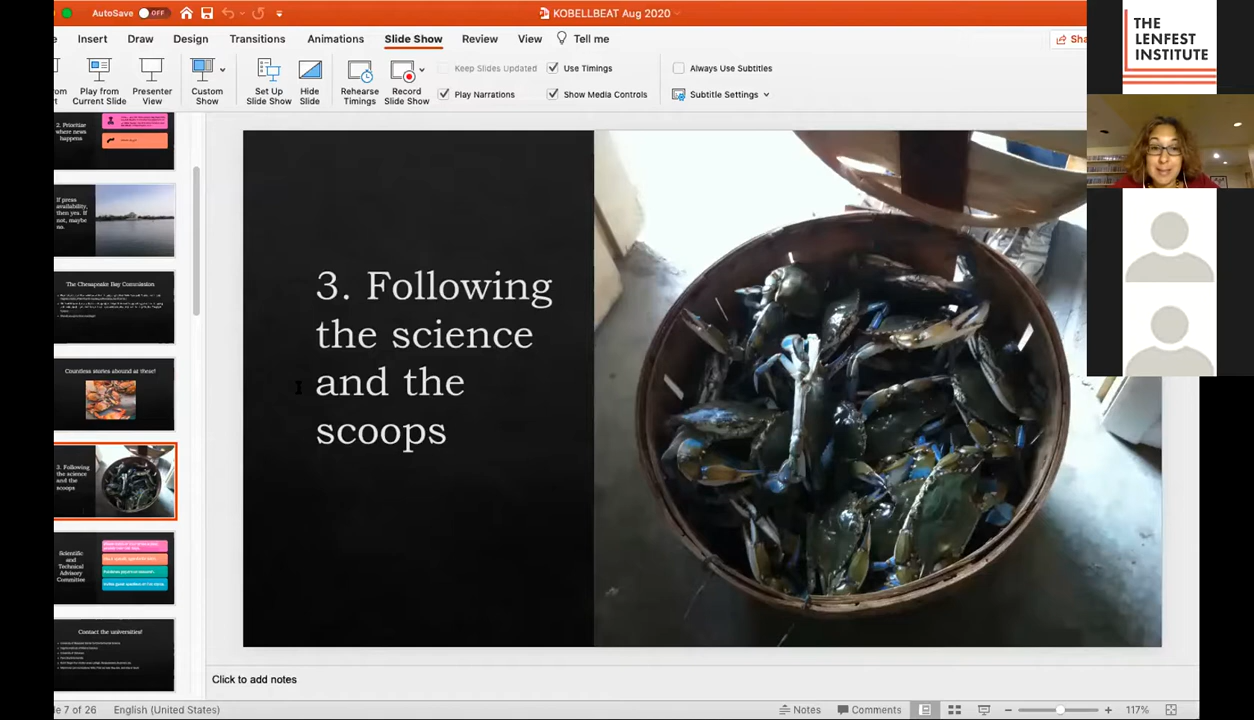 AutoSave OFF
KOBELLBEAT Aug 2020
Insert Draw Design Transitions Animations Slide Show Review View Tell me
Play from Current Slide
Presenter View
Custom Show
Set Up Slide Show
Hide Slide
Rehearse Timings
Record Slide Show
Keep Slides Updated
Use Timings
Play Narrations
Show Media Controls
Always Use Subtitles
Subtitle Settings
THE
LENFEST
INSTITUTE
2. Prioritize
where news
happens
If press
availability,
then yes. If
not, maybe
no.
The Chesapeake Bay Commission
Countless stories abound at these!
3. Following
the science
and the
scoops
Scientific
and
Technical
Advisory
Committee
Contact the universities!
3. Following
the science
and the
scoops
Click to add notes
7 of 26 English (United States) Notes Comments 117%